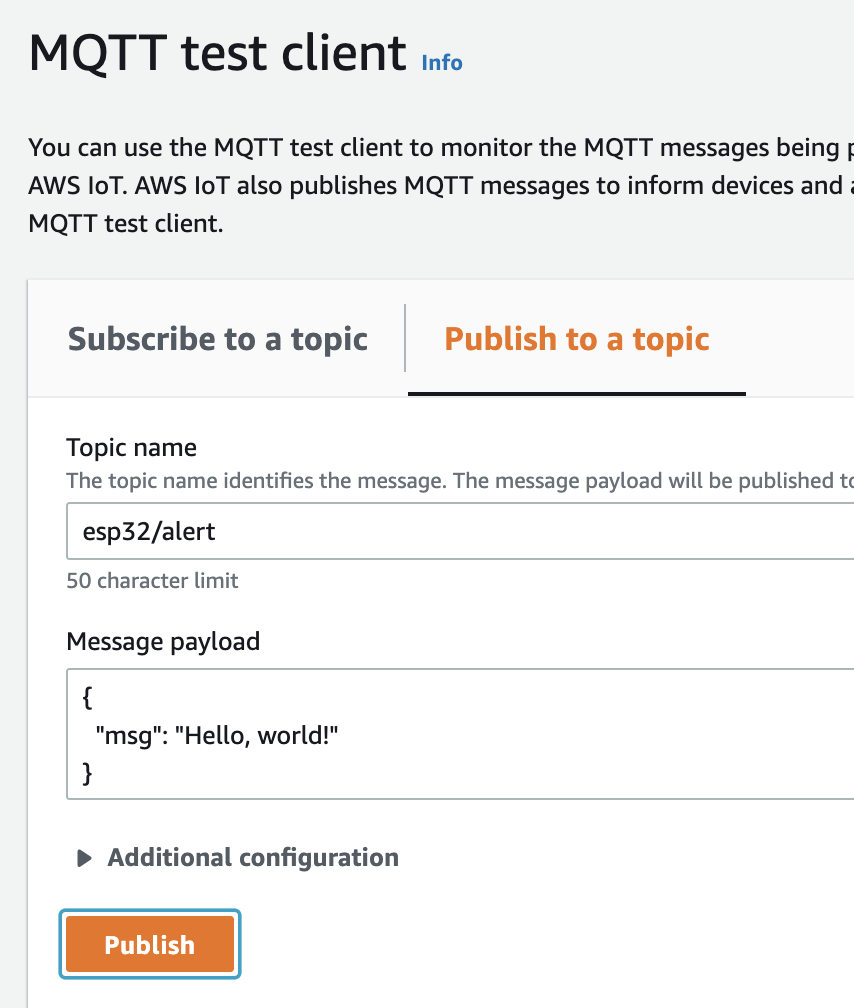 MQTT test client Info
You can use the MQTT test client to monitor the MQTT messages being
AWS IoT. AWS IoT also publishes MQTT messages to inform devices and
MQTT test client.
Subscribe to a topic Publish to a topic
Topic name
The topic name identifies the message. The message payload will be published to
esp32/alert
50 character limit
Message payload
{
"msg": "Hello, world!"
}
Additional configuration
Publish